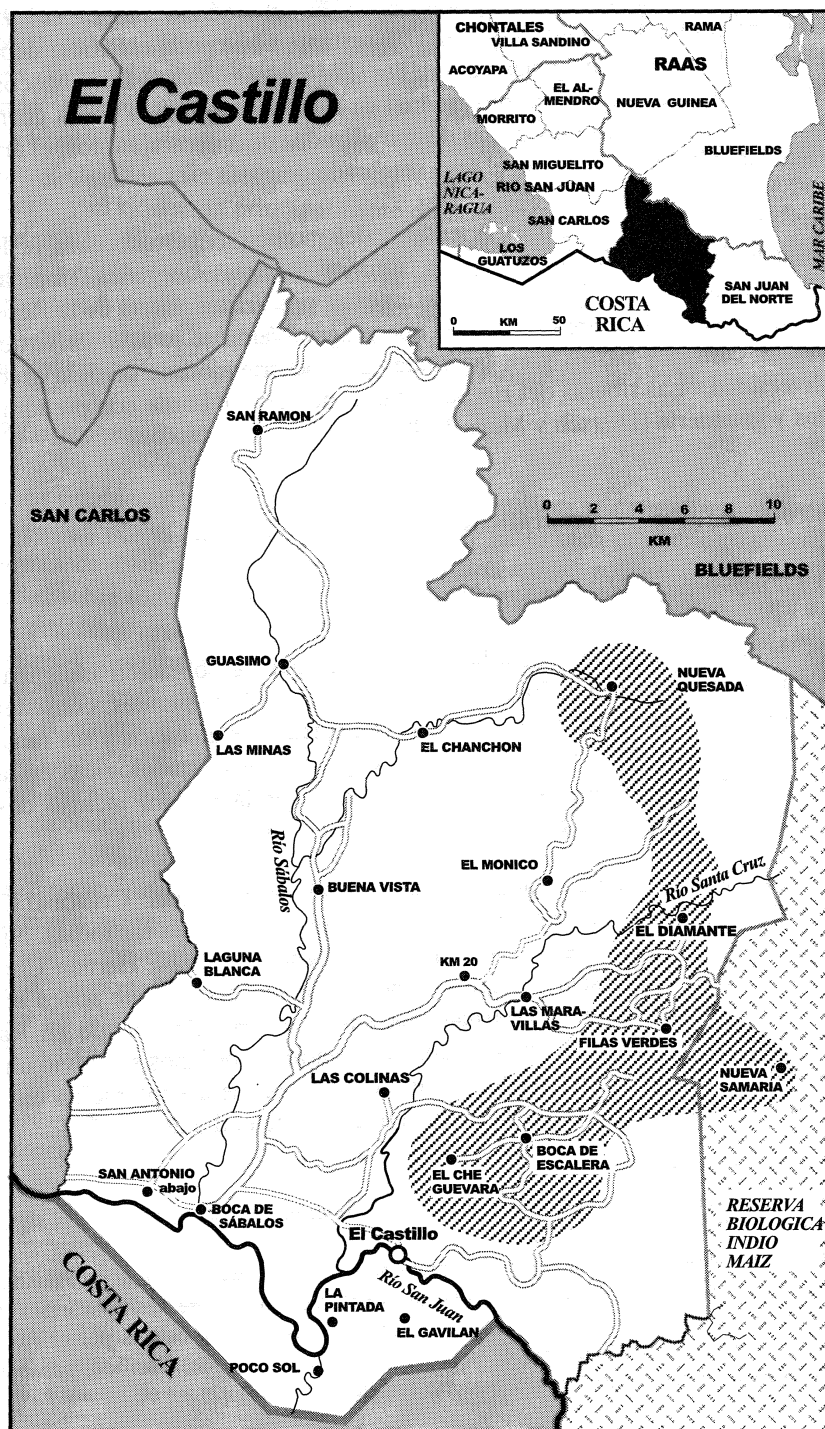 El Castillo
CHONTALES
VILLA SANDINO
RAMA
ACOYAPA
RAAS
EL AL-
MENDRO
NUEVA GUINEA
MORRITO
BLUEFIELDS
SAN MIGUELITO
LAGO
NICA-
RAGUA
RIO SAN JÜAN
SAN CARLOS
MAR CARIBE
LOS
GUATUZOS
SAN JUAN
DEL NORTE
COSTA
RICA
0 KM 50
SAN RAMON
SAN CARLOS
0 2 4 6 8 10
KM
BLUEFIELDS
GUASIMO
NUEVA
QUESADA
LAS MINAS
EL CHANCHON
Río Sábalos
EL MONICO
BUENA VISTA
Río Santa Cruz
EL DIAMANTE
LAGUNA
BLANCA
KM 20
LAS MARA-
VILLAS
FILAS VERDES
LAS COLINAS
NUEVA
SAMARIA
BOCA DE
ESCALERA
SAN ANTONIO
abajo
EL CHE
GUEVARA
BOCA DE
SÁBALOS
RESERVA
BIOLOGICA
INDIO
MAIZ
El Castillo
COSTA RICA
Río San Juan
LA
PINTADA
EL GAVILAN
POCO SOL